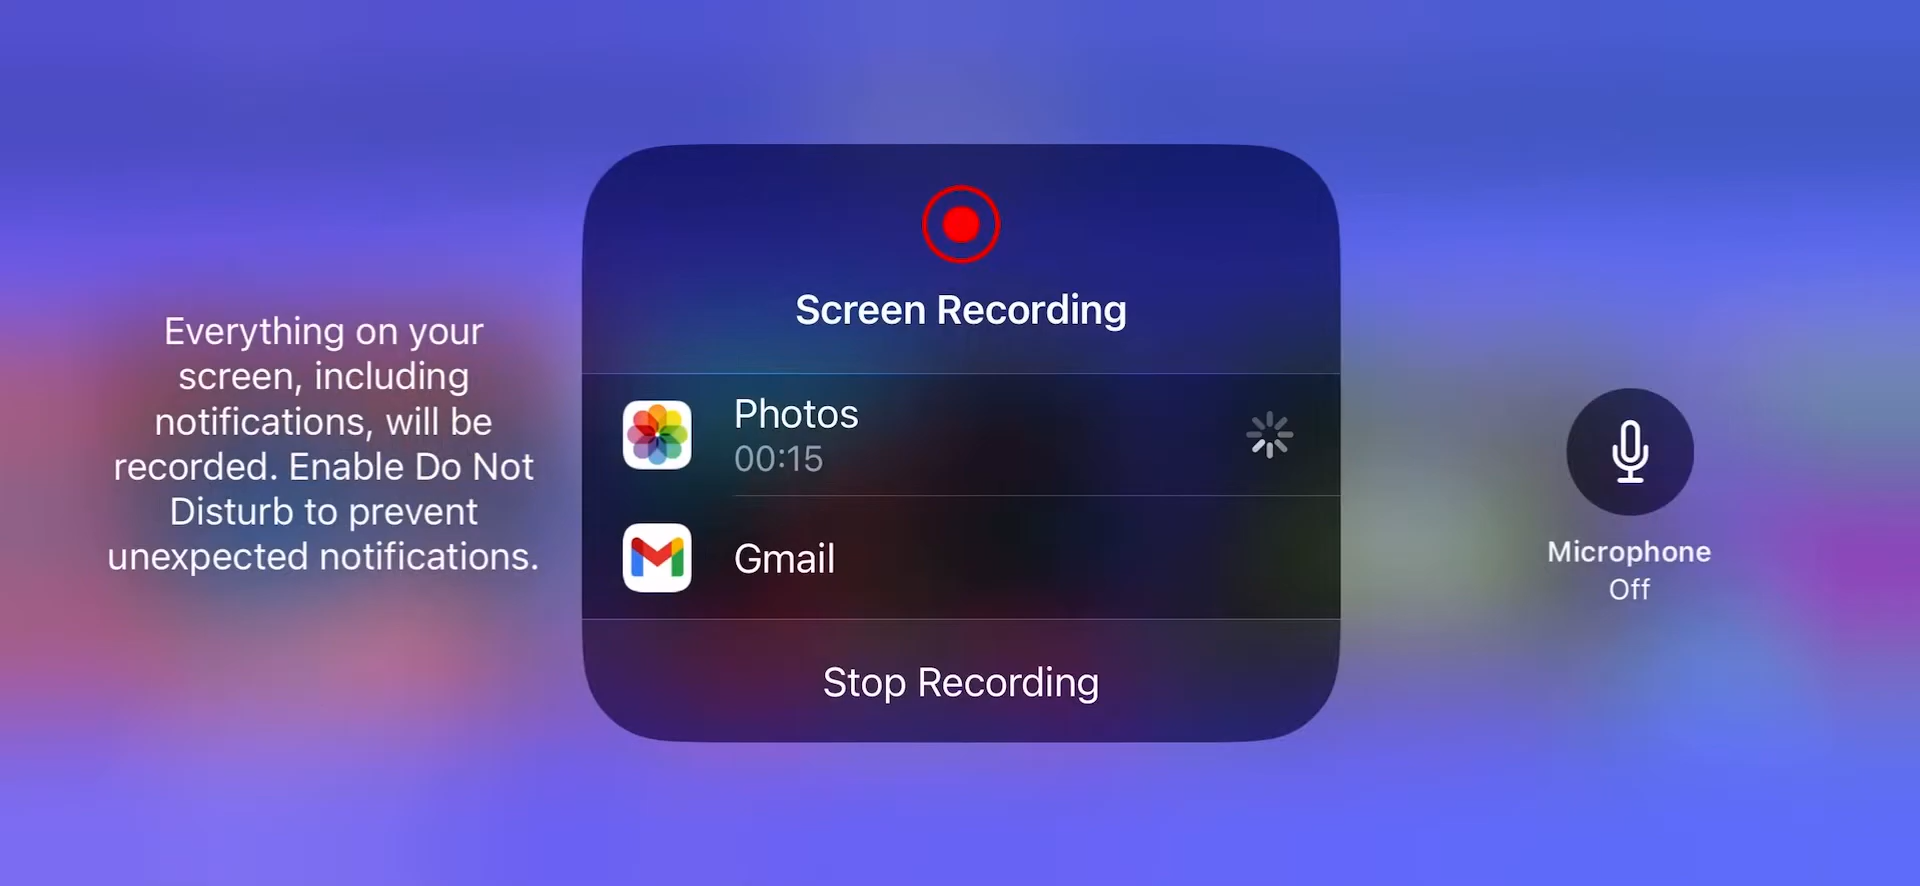 Everything on your
screen, including
notifications, will be
recorded. Enable Do Not
Disturb to prevent
unexpected notifications.
Screen Recording
Photos
00:15
Gmail
Stop Recording
Microphone
Off